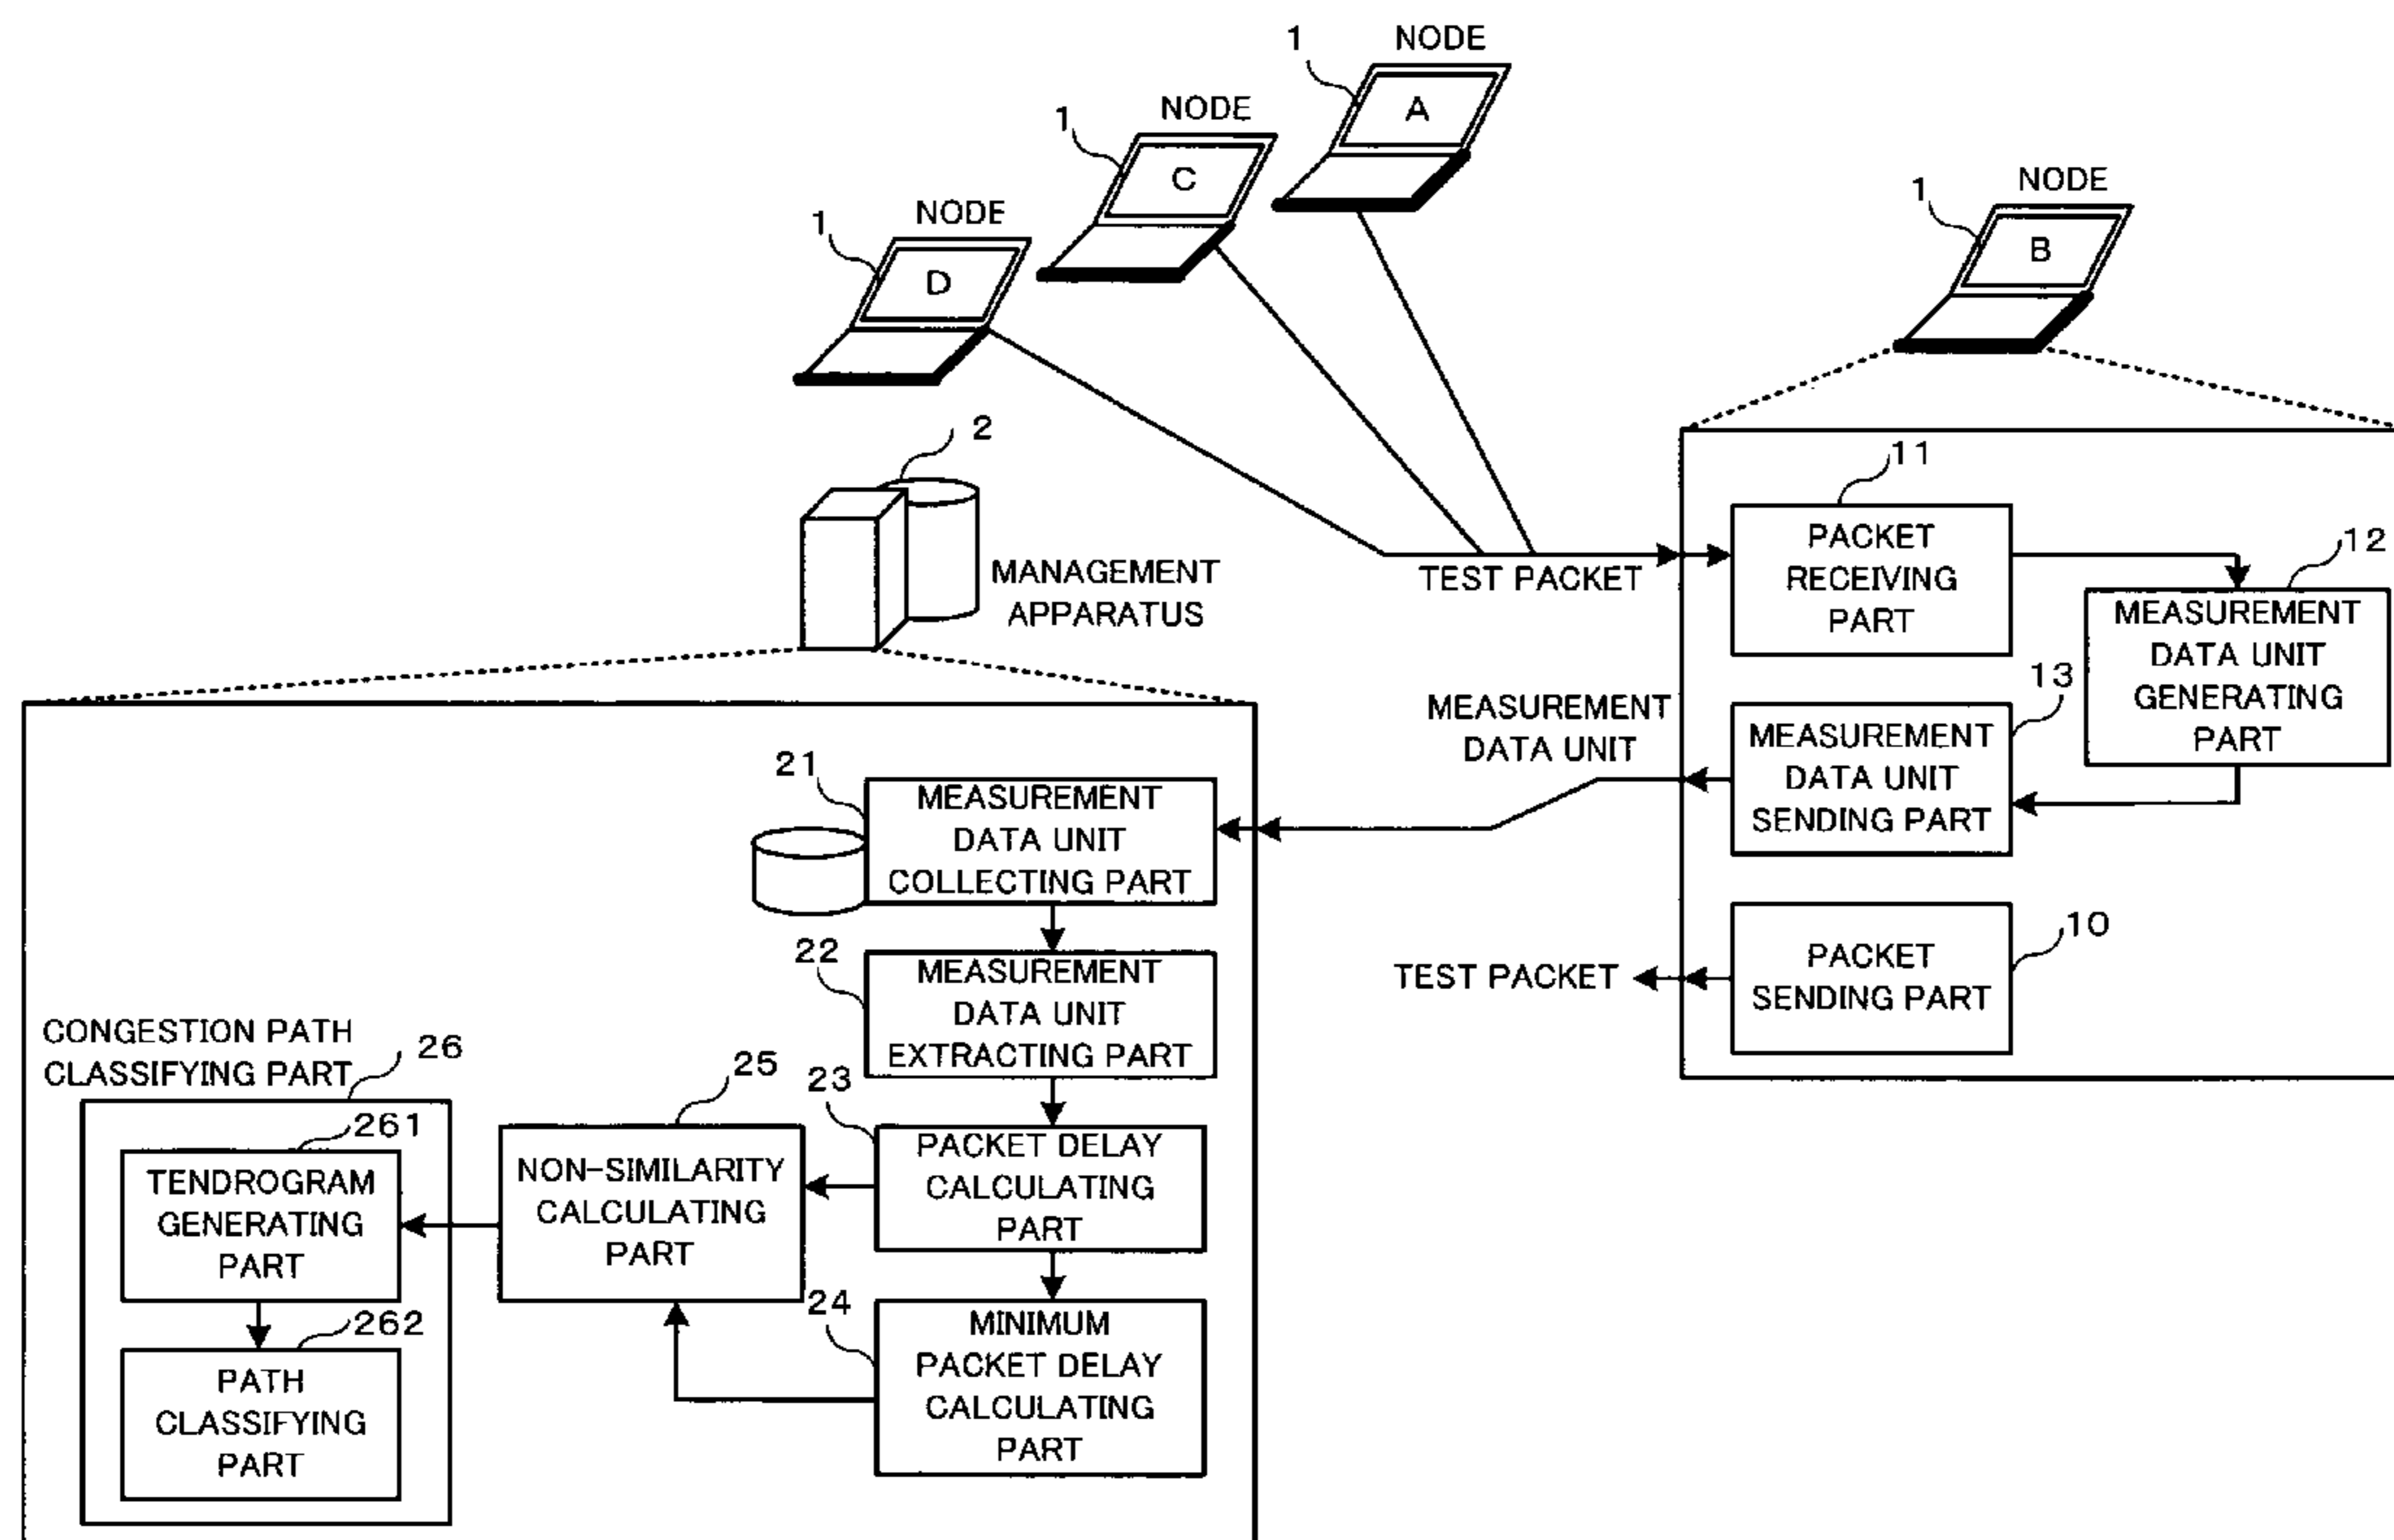 1
NODE
A
1
NODE
C
1
NODE
D
1
NODE
B
2
MANAGEMENT
APPARATUS
TEST PACKET
11
PACKET
RECEIVING
PART
12
MEASUREMENT
DATA UNIT
GENERATING
PART
13
MEASUREMENT
DATA UNIT
SENDING PART
MEASUREMENT
DATA UNIT
10
PACKET
SENDING PART
TEST PACKET
21
MEASUREMENT
DATA UNIT
COLLECTING PART
22
MEASUREMENT
DATA UNIT
EXTRACTING PART
23
PACKET DELAY
CALCULATING
PART
24
MINIMUM
PACKET DELAY
CALCULATING
PART
25
NON-SIMILARITY
CALCULATING
PART
CONGESTION PATH
CLASSIFYING PART
26
261
TENDROGRAM
GENERATING
PART
262
PATH
CLASSIFYING
PART